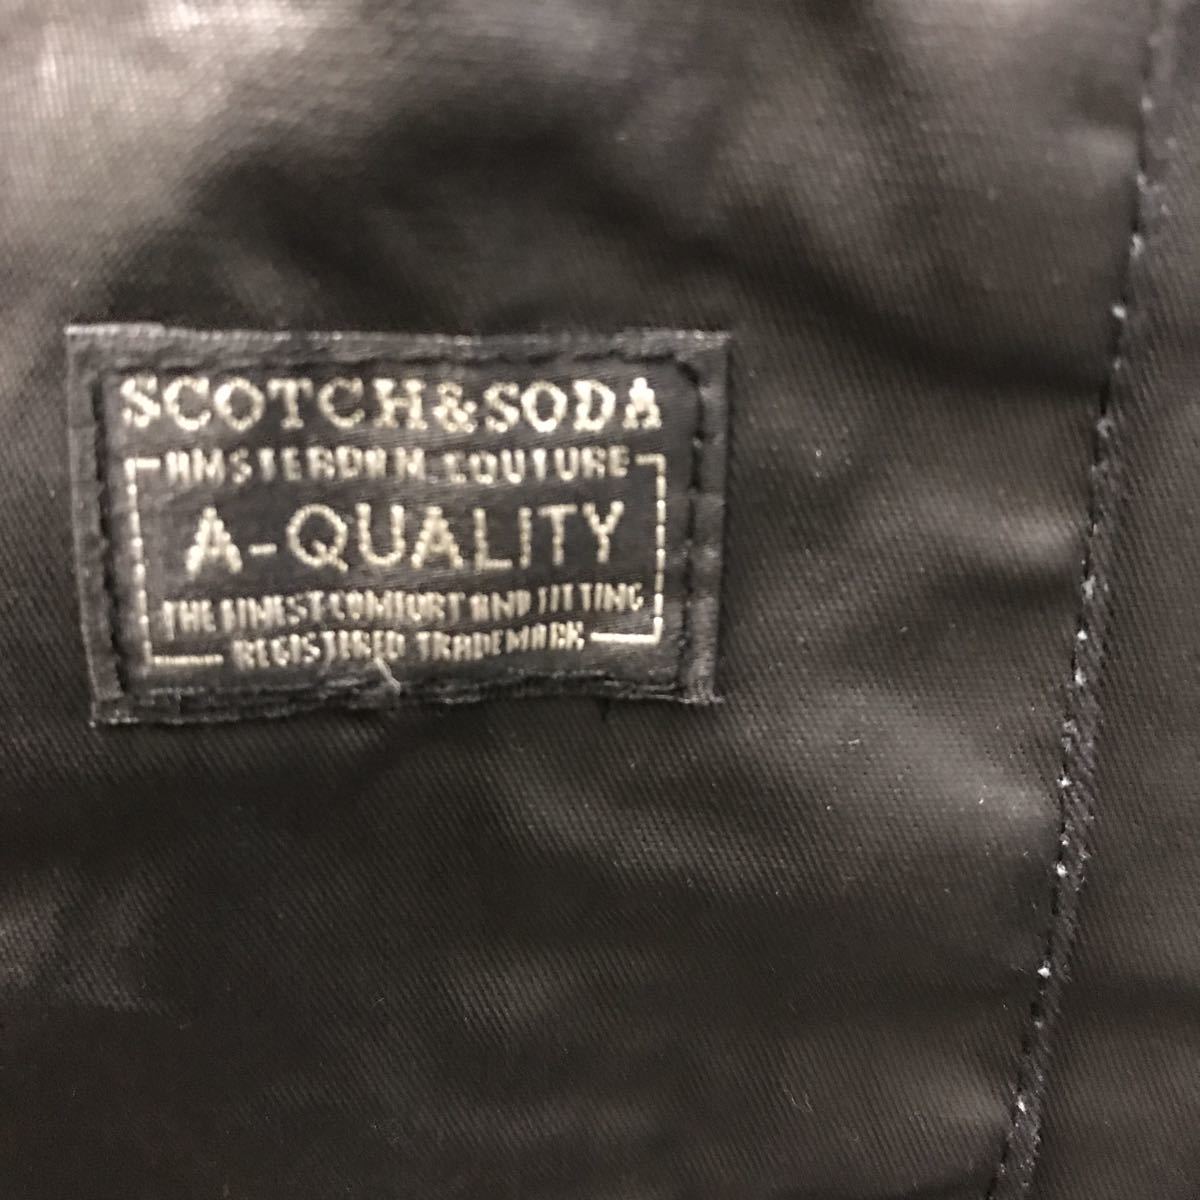 SCOTCH&SODA
AMSTERDAM COUTURE
A-QUALITY
THE FINEST COMFORT AND FITTING
REGISTERED TRADEMARK